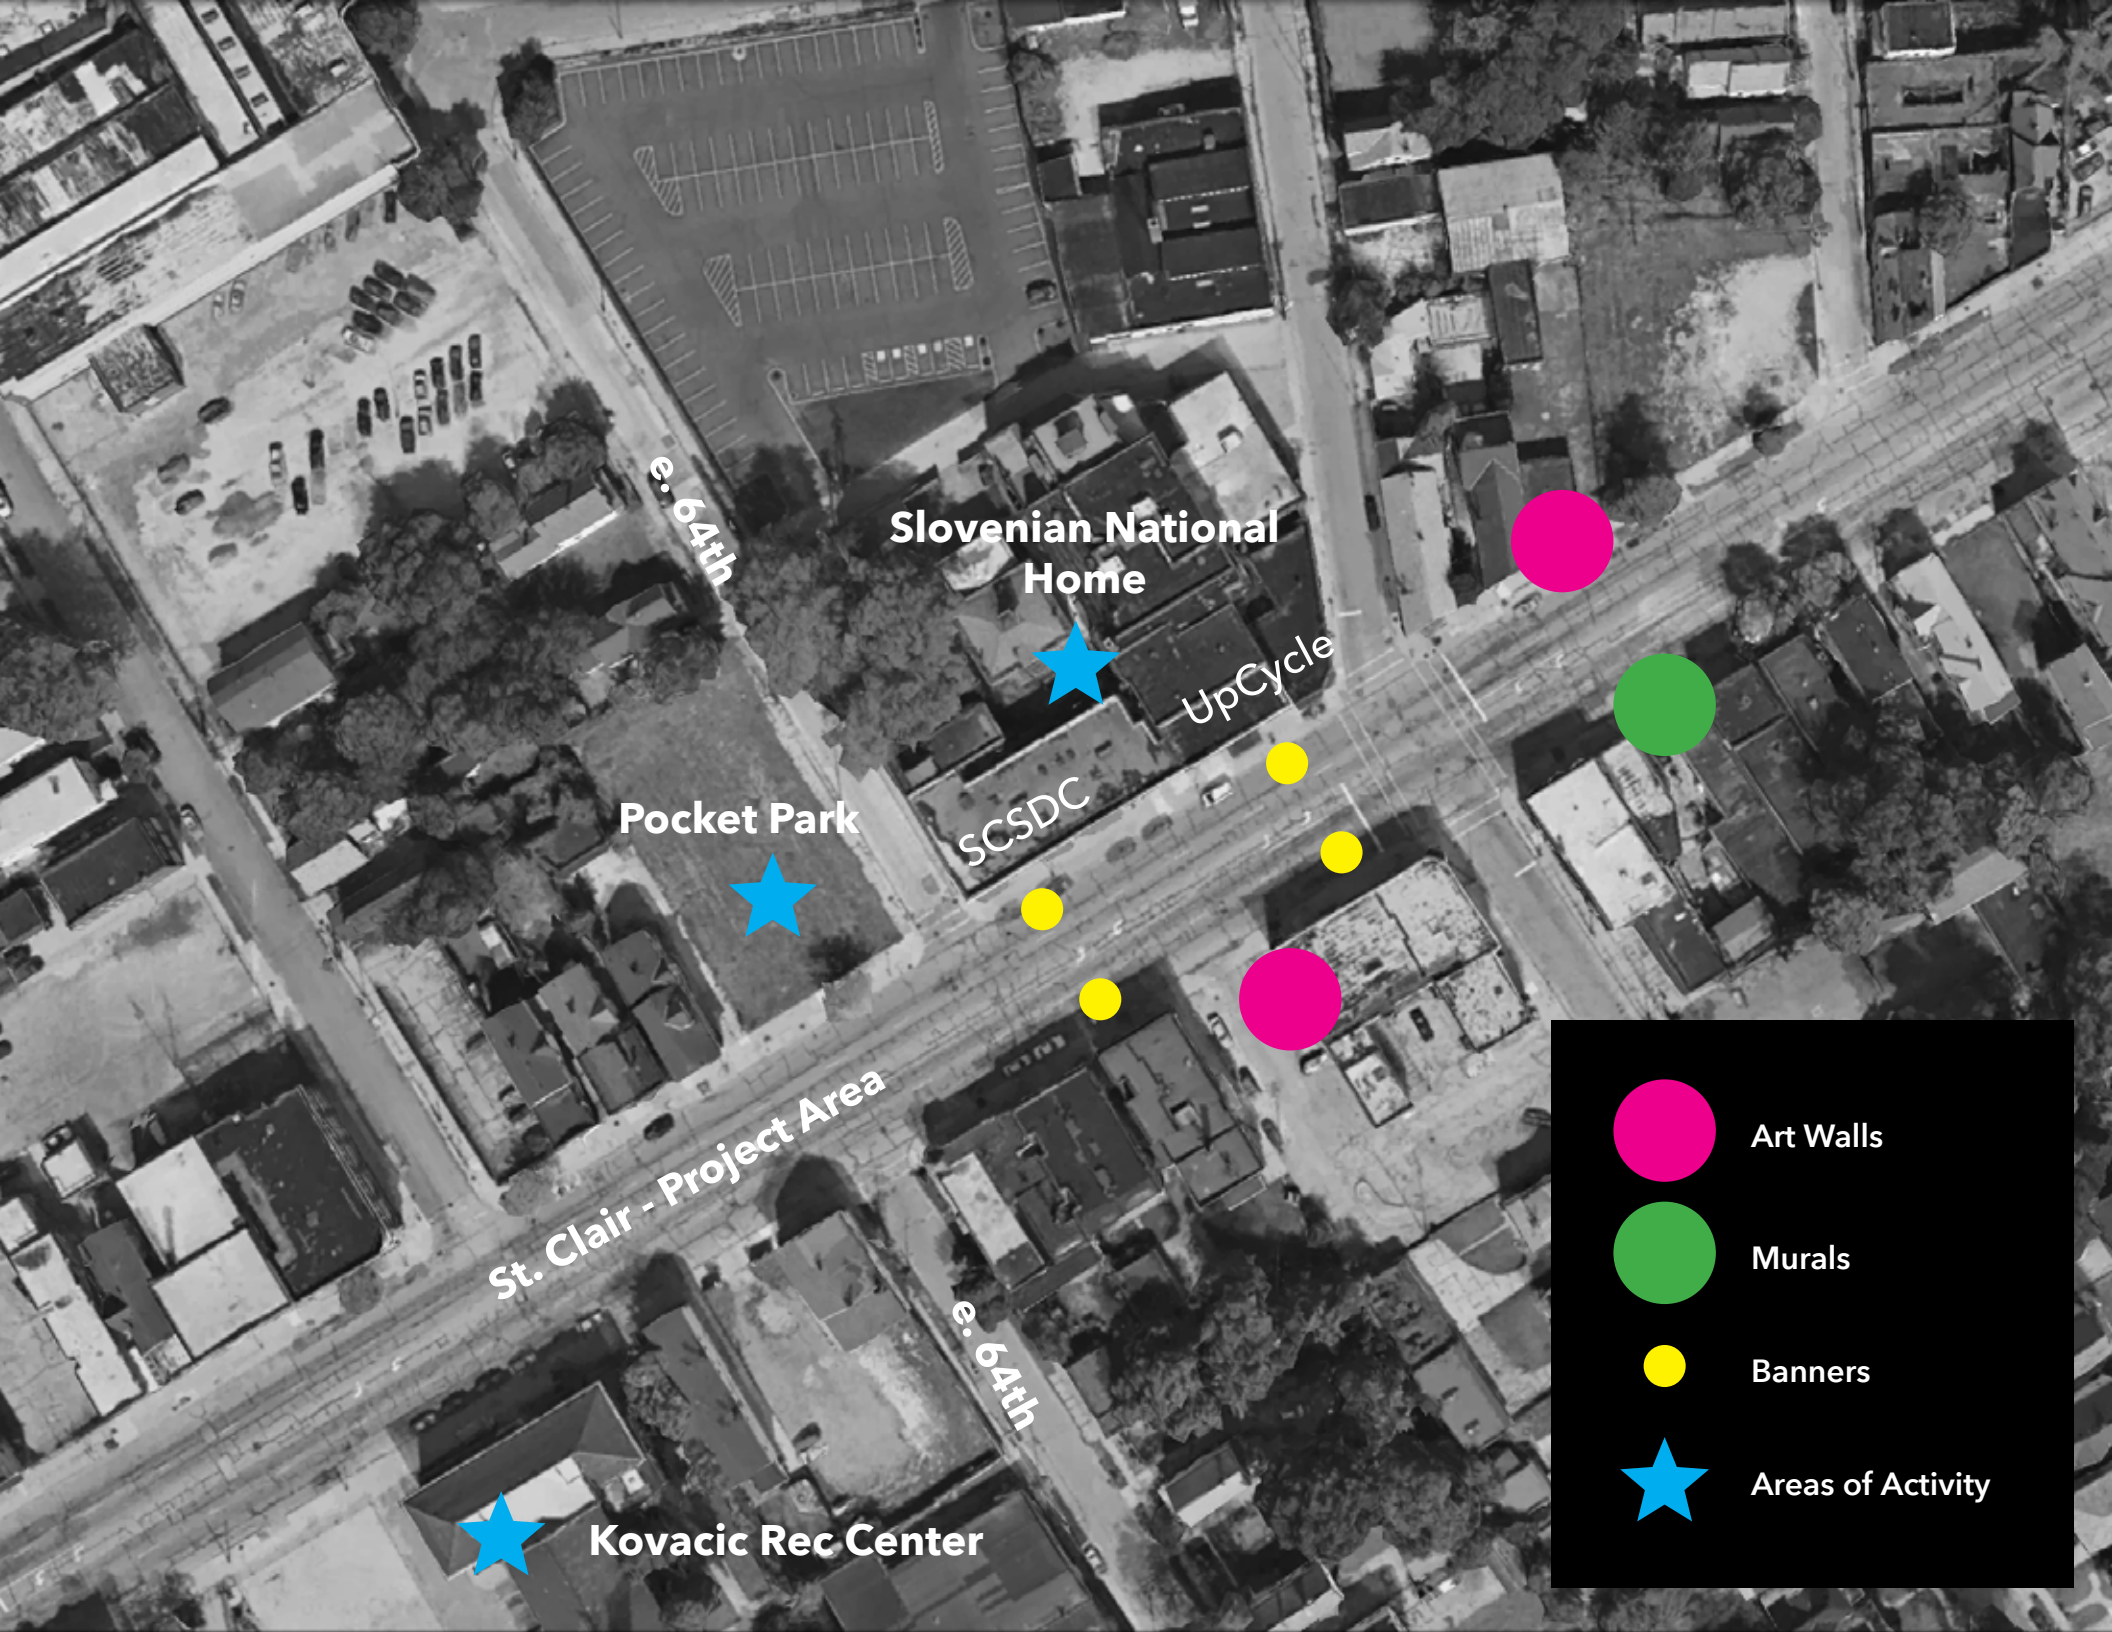 e. 64th
Slovenian National
Home
UpCycle
SCSDC
Pocket Park
St. Clair - Project Area
e. 64th
Kovacic Rec Center
Art Walls
Murals
Banners
Areas of Activity